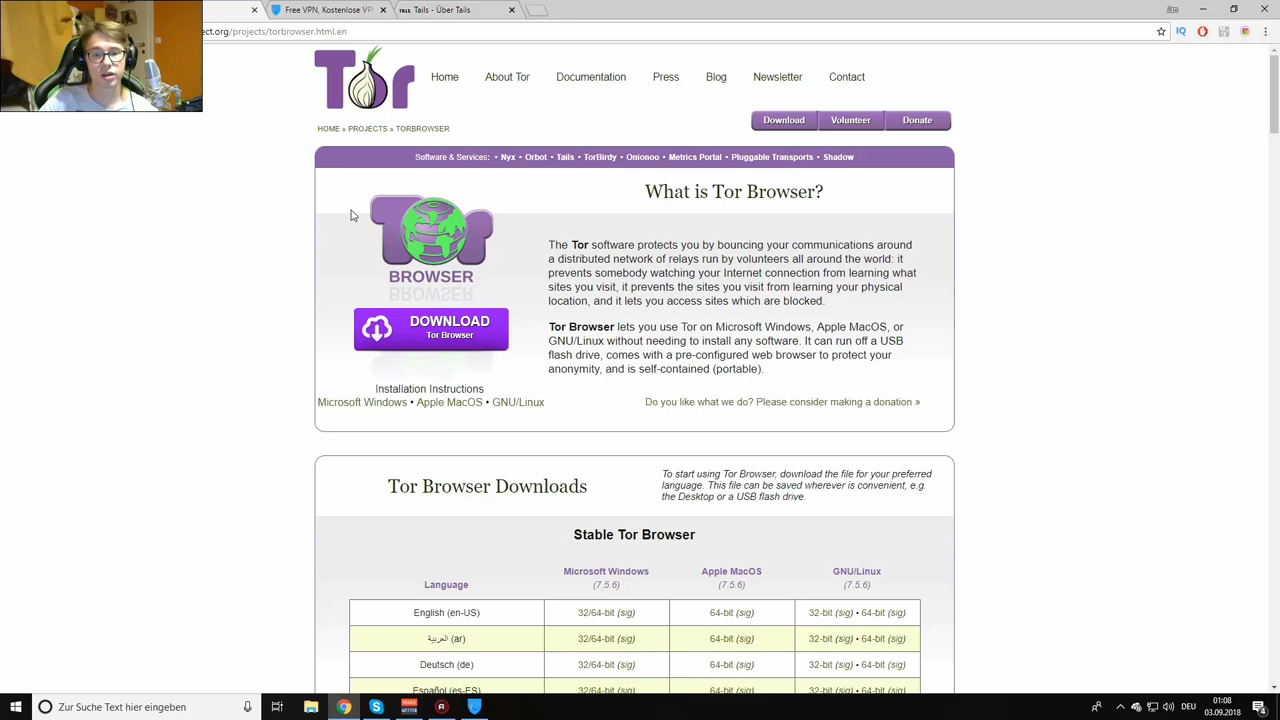 Free VPN, Kostenlose VP
Tails - Über Tails
ect.org/projects/torbrowser.html.en
Tor
Home
About Tor
Documentation
Press
Blog
Newsletter
Contact
HOME » PROJECTS » TORBROWSER
Download
Volunteer
Donate
Software & Services: • Nyx • Orbot • Tails • TorBirdy • Onionoo • Metrics Portal • Pluggable Transports • Shadow
What is Tor Browser?
Tor
BROWSER
DOWNLOAD
Tor Browser
Installation Instructions
Microsoft Windows • Apple MacOS • GNU/Linux
The Tor software protects you by bouncing your communications around
a distributed network of relays run by volunteers all around the world: it
prevents somebody watching your Internet connection from learning what
sites you visit, it prevents the sites you visit from learning your physical
location, and it lets you access sites which are blocked.
Tor Browser lets you use Tor on Microsoft Windows, Apple MacOS, or
GNU/Linux without needing to install any software. It can run off a USB
flash drive, comes with a pre-configured web browser to protect your
anonymity, and is self-contained (portable).
Do you like what we do? Please consider making a donation »
Tor Browser Downloads
To start using Tor Browser, download the file for your preferred
language. This file can be saved wherever is convenient, e.g.
the Desktop or a USB flash drive.
Stable Tor Browser
Language
Microsoft Windows
(7.5.6)
Apple MacOS
(7.5.6)
GNU/Linux
(7.5.6)
English (en-US) 32/64-bit (sig) 64-bit (sig) 32-bit (sig) • 64-bit (sig)
العربية (ar) 32/64-bit (sig) 64-bit (sig) 32-bit (sig) • 64-bit (sig)
Deutsch (de) 32/64-bit (sig) 64-bit (sig) 32-bit (sig) • 64-bit (sig)
Español (es-ES) 32/64-bit (sig) 64-bit (sig) 32-bit (sig) • 64-bit (sig)
Zur Suche Text hier eingeben
DEU
01:08
03.09.2018